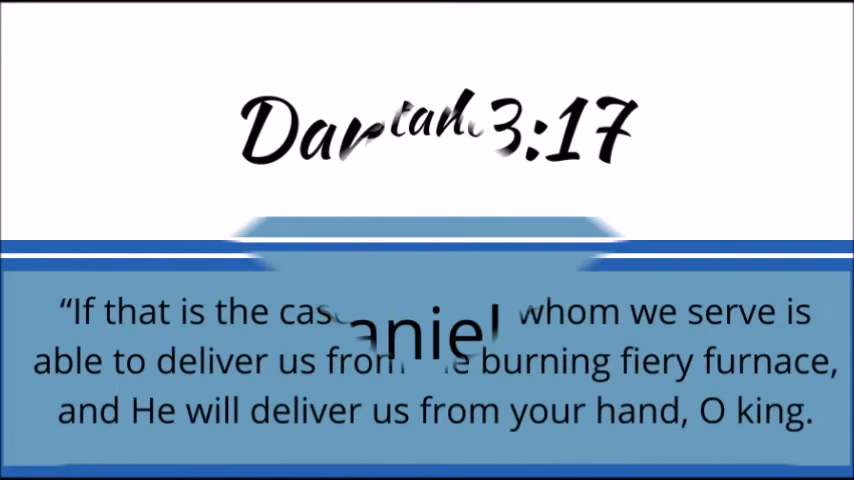 3:17
“If that is the whom we serve is
able to deliver us burning fiery furnace,
and He will deliver us from your hand, O king.